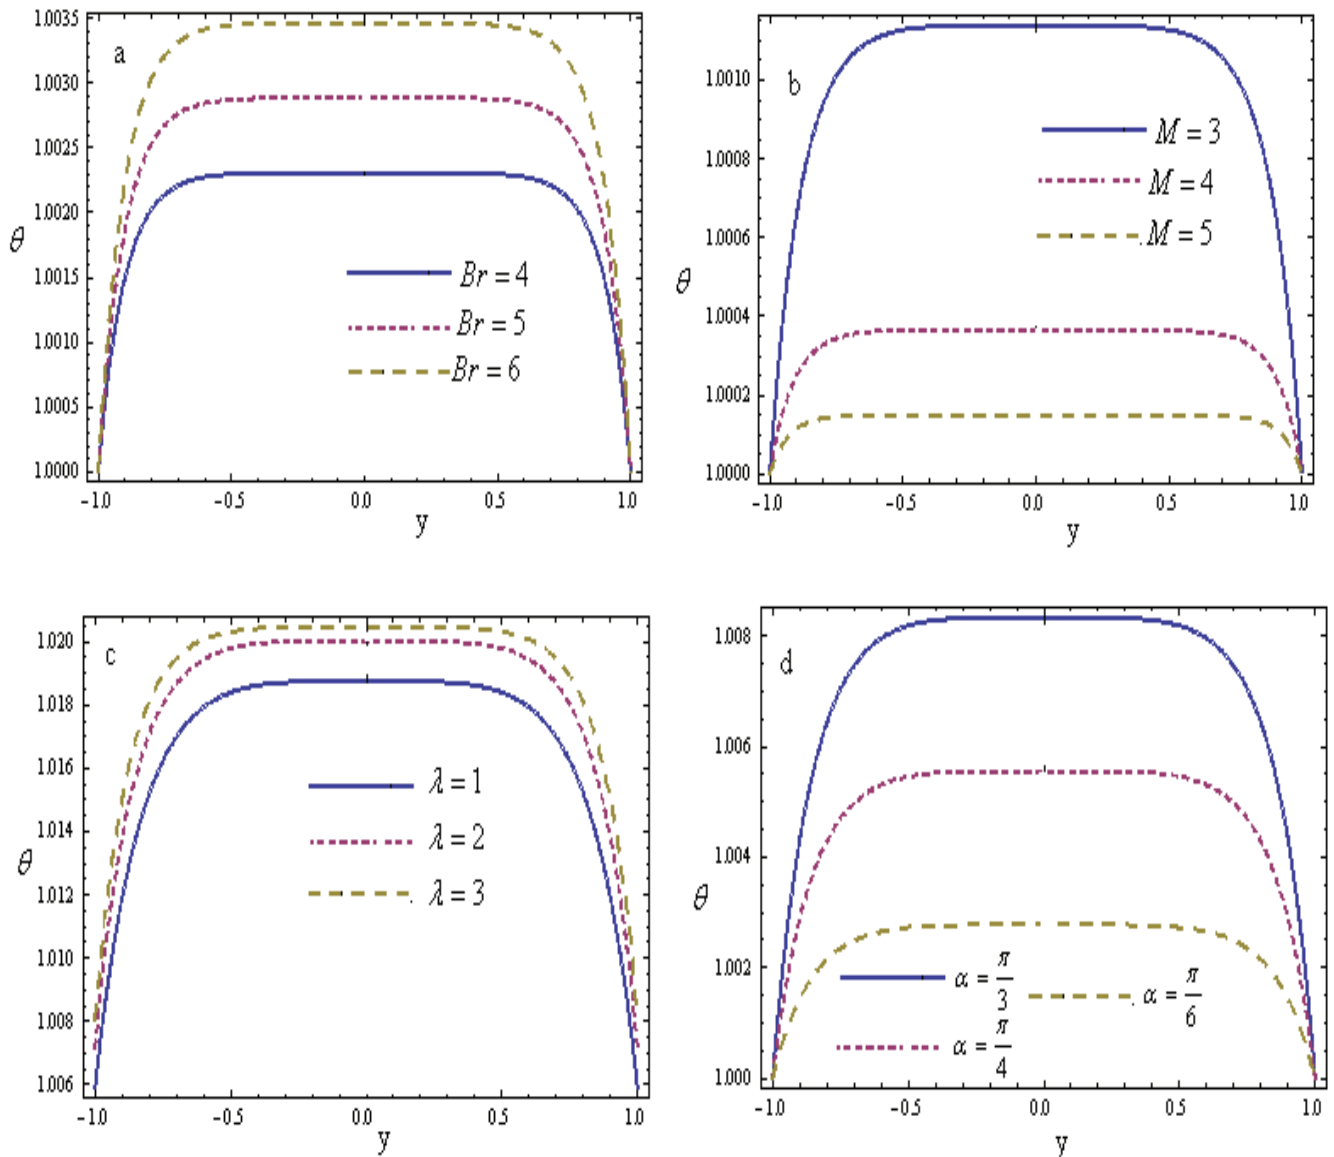 a
1.0035
1.0030
1.0025
1.0020
1.0015
1.0010
1.0005
1.0000
θ
Br = 4
Br = 5
Br = 6
−1.0 −0.5 0.0 0.5 1.0
y
b
1.0010
1.0008
1.0006
1.0004
1.0002
1.0000
θ
M = 3
M = 4
M = 5
−1.0 −0.5 0.0 0.5 1.0
y
c
1.020
1.018
1.016
1.014
1.012
1.010
1.008
1.006
θ
λ = 1
λ = 2
λ = 3
−1.0 −0.5 0.0 0.5 1.0
y
d
1.008
1.006
1.004
1.002
1.000
θ
α = π/3
α = π/6
α = π/4
−1.0 −0.5 0.0 0.5 1.0
y